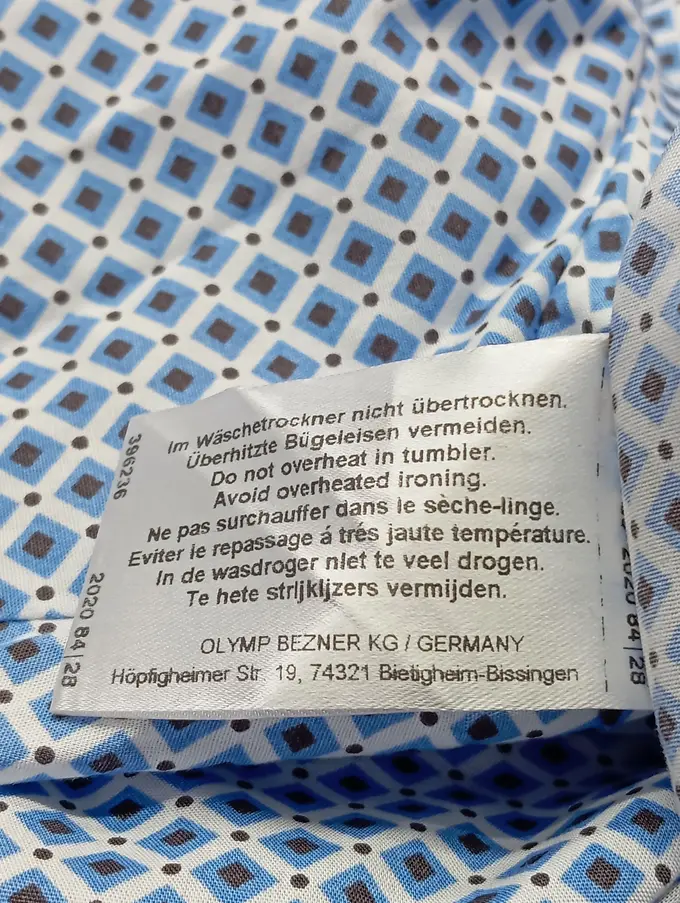 Im Wäschetrockner nicht übertrocknen.
Überhitzte Bügeleisen vermeiden.
Do not overheat in tumbler.
Avoid overheated ironing.
Ne pas surchauffer dans le sèche-linge.
Eviter le repassage á trés jaute température.
In de wasdroger niet te veel drogen.
Te hete strijkijzers vermijden.
OLYMP BEZNER KG / GERMANY
Höpfigheimer Str. 19, 74321 Bietigheim-Bissingen
396236
2020 84|28
2020 84|28